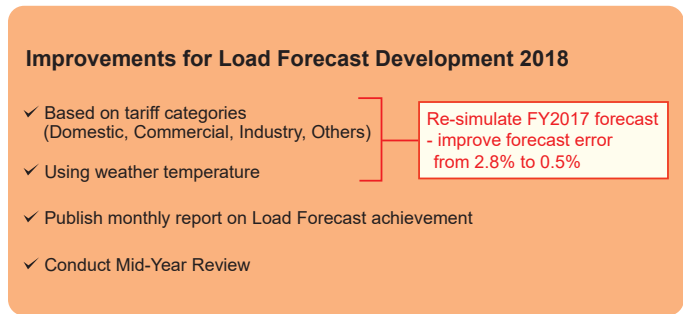 Improvements for Load Forecast Development 2018
✓ Based on tariff categories
(Domestic, Commercial, Industry, Others)
✓ Using weather temperature
Re-simulate FY2017 forecast
- improve forecast error
from 2.8% to 0.5%
✓ Publish monthly report on Load Forecast achievement
✓ Conduct Mid-Year Review